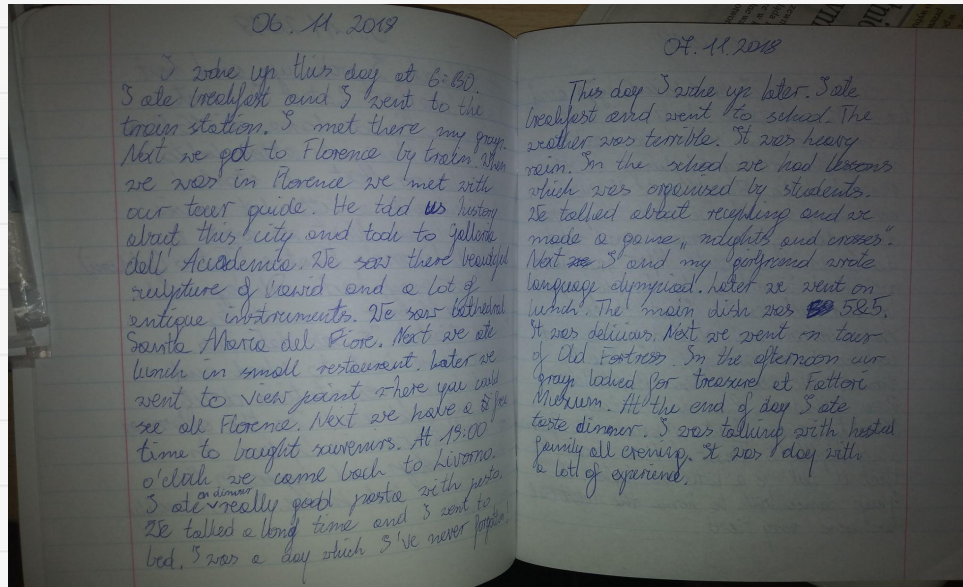 06.11.2018
I woke up this day at 6:30.
I ate breakfast and I went to the
train station. I met there my group.
Next we got to Florence by train. When
we was in Florence we met with
our tour guide. He told us history
about this city and took to Galleria
dell' Accademia. We saw there beautiful
sculpture of David and a lot of
antique instruments. We saw cathedral
Santa Maria del Fiore. Next we ate
lunch in small restaurant. Later we
went to view point where you could
see all Florence. Next we have a free
time to bought souvenirs. At 19:00
o'clock we come back to Livorno.
I ate on dinner really good pasta with pesto.
We talked a long time and I went to
bed. I was a day which I've never forgotten!
07.11.2018
This day I woke up later. I ate
breakfast and went to school. The
weather was terrible. It was heavy
rain. In the school we had lessons
which was organised by students.
We talked about recycling and we
made a game „noughts and crosses".
Next I and my girlfriend wrote
language olympiad. Later we went on
lunch. The main dish was 5&5.
It was delicious. Next we went on tour
of Old Fortress. In the afternoon our
group looked for treasure at Fattori
Museum. At the end of day I ate
taste dinner. I was talking with hosted
family all evening. It was day with
a lot of experience.